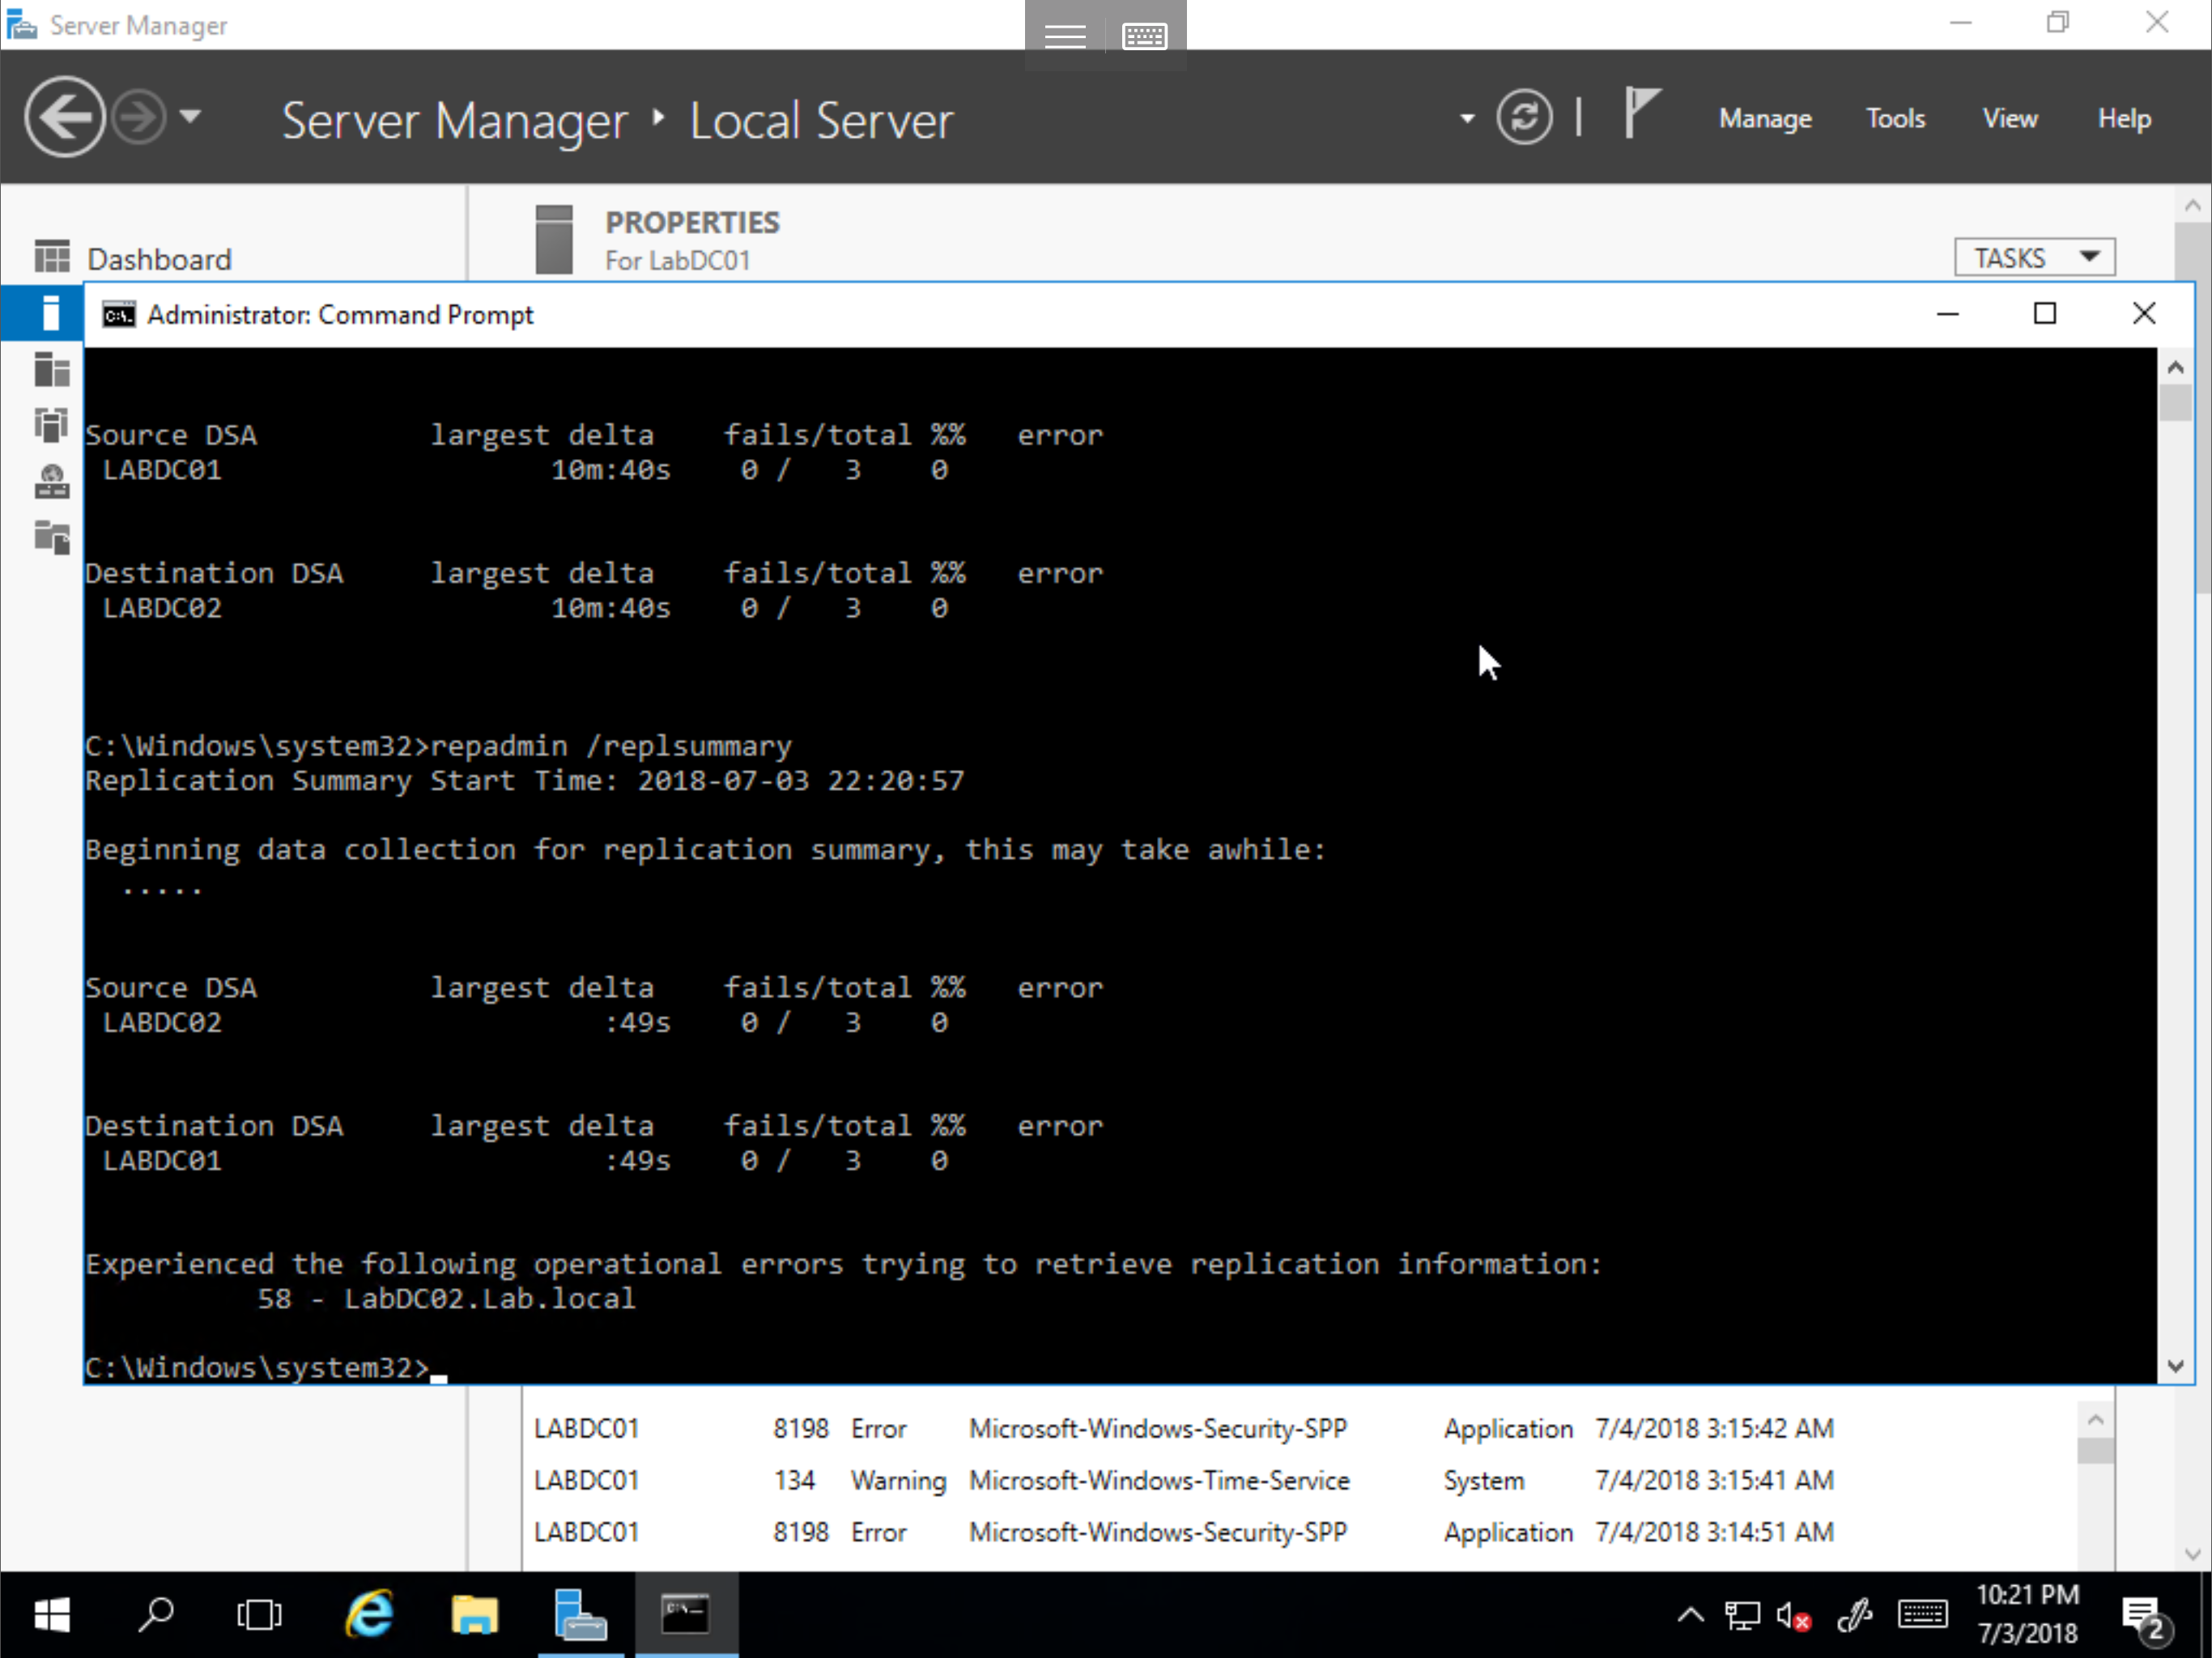 Server Manager
Server Manager ‣ Local Server
Manage Tools View Help
PROPERTIES
For LabDC01
TASKS
Dashboard
Administrator: Command Prompt
Source DSA          largest delta    fails/total %%   error
 LABDC01                   10m:40s    0 /   3    0
Destination DSA     largest delta    fails/total %%   error
 LABDC02                   10m:40s    0 /   3    0
C:\Windows\system32>repadmin /replsummary
Replication Summary Start Time: 2018-07-03 22:20:57
Beginning data collection for replication summary, this may take awhile:
  .....
Source DSA          largest delta    fails/total %%   error
 LABDC02                      :49s    0 /   3    0
Destination DSA     largest delta    fails/total %%   error
 LABDC01                      :49s    0 /   3    0
Experienced the following operational errors trying to retrieve replication information:
          58 - LabDC02.Lab.local
C:\Windows\system32>
LABDC01 8198 Error Microsoft-Windows-Security-SPP Application 7/4/2018 3:15:42 AM
LABDC01 134 Warning Microsoft-Windows-Time-Service System 7/4/2018 3:15:41 AM
LABDC01 8198 Error Microsoft-Windows-Security-SPP Application 7/4/2018 3:14:51 AM
10:21 PM
7/3/2018
2